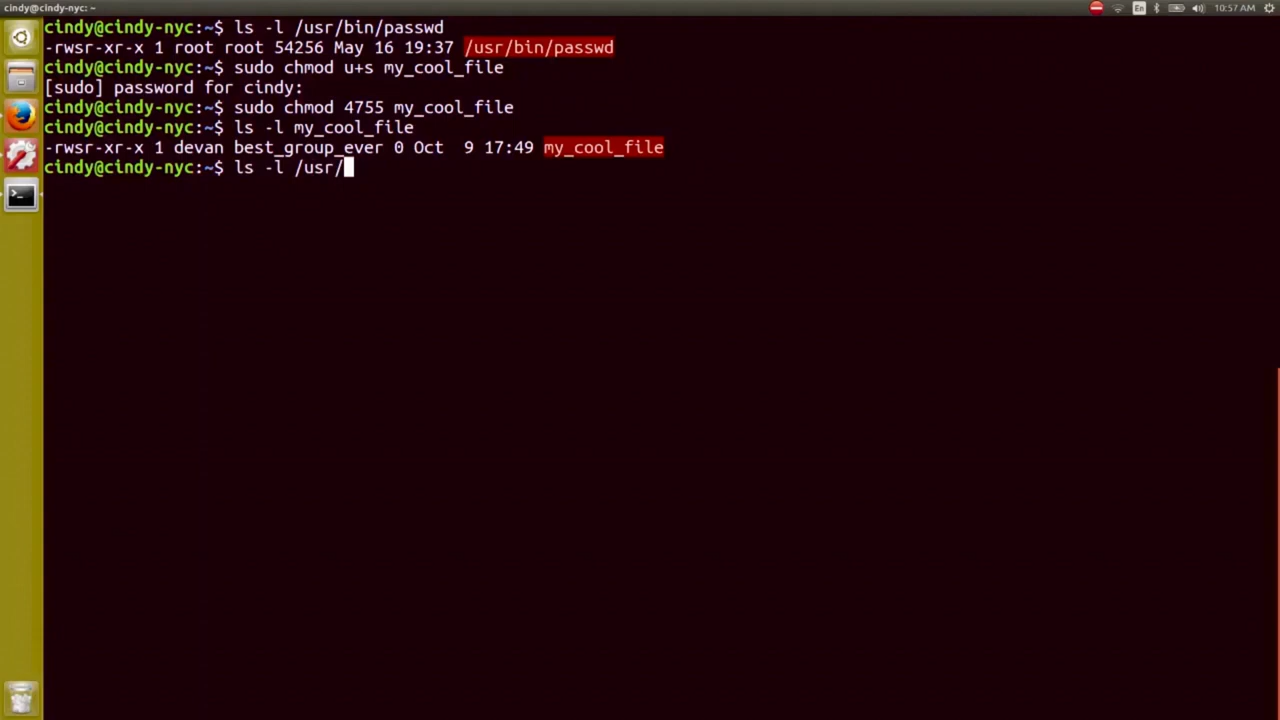 cindy@cindy-nyc: ~
En
10:57 AM
cindy@cindy-nyc:~$ ls -l /usr/bin/passwd
-rwsr-xr-x 1 root root 54256 May 16 19:37 /usr/bin/passwd
cindy@cindy-nyc:~$ sudo chmod u+s my_cool_file
[sudo] password for cindy:
cindy@cindy-nyc:~$ sudo chmod 4755 my_cool_file
cindy@cindy-nyc:~$ ls -l my_cool_file
-rwsr-xr-x 1 devan best_group_ever 0 Oct  9 17:49 my_cool_file
cindy@cindy-nyc:~$ ls -l /usr/